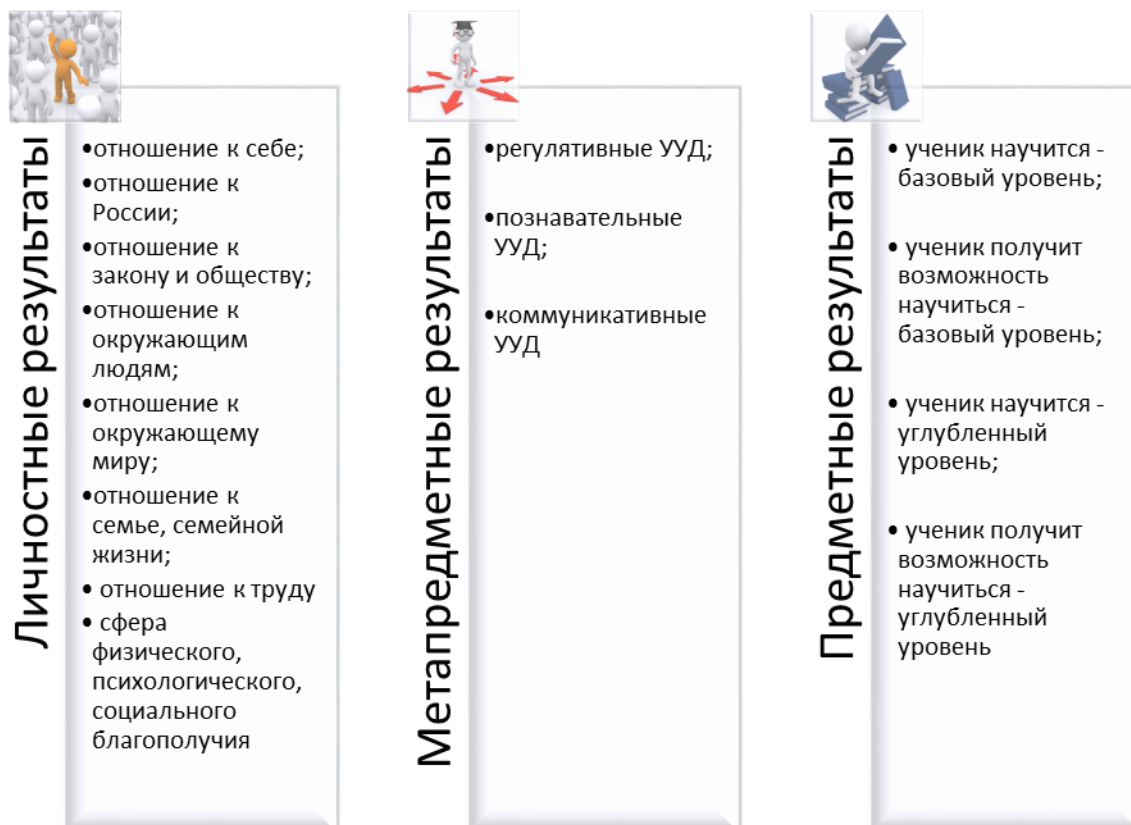 Личностные результаты
•отношение к себе;
•отношение к
России;
•отношение к
закону и обществу;
•отношение к
окружающим
людям;
•отношение к
окружающему
миру;
•отношение к
семье, семейной
жизни;
• отношение к труду
• сфера
физического,
психологического,
социального
благополучия
Метапредметные результаты
•регулятивные УУД;
•познавательные
УУД;
•коммуникативные
УУД
Предметные результаты
• ученик научится -
базовый уровень;
• ученик получит
возможность
научиться -
базовый уровень;
• ученик научится -
углубленный
уровень;
• ученик получит
возможность
научиться -
углубленный
уровень